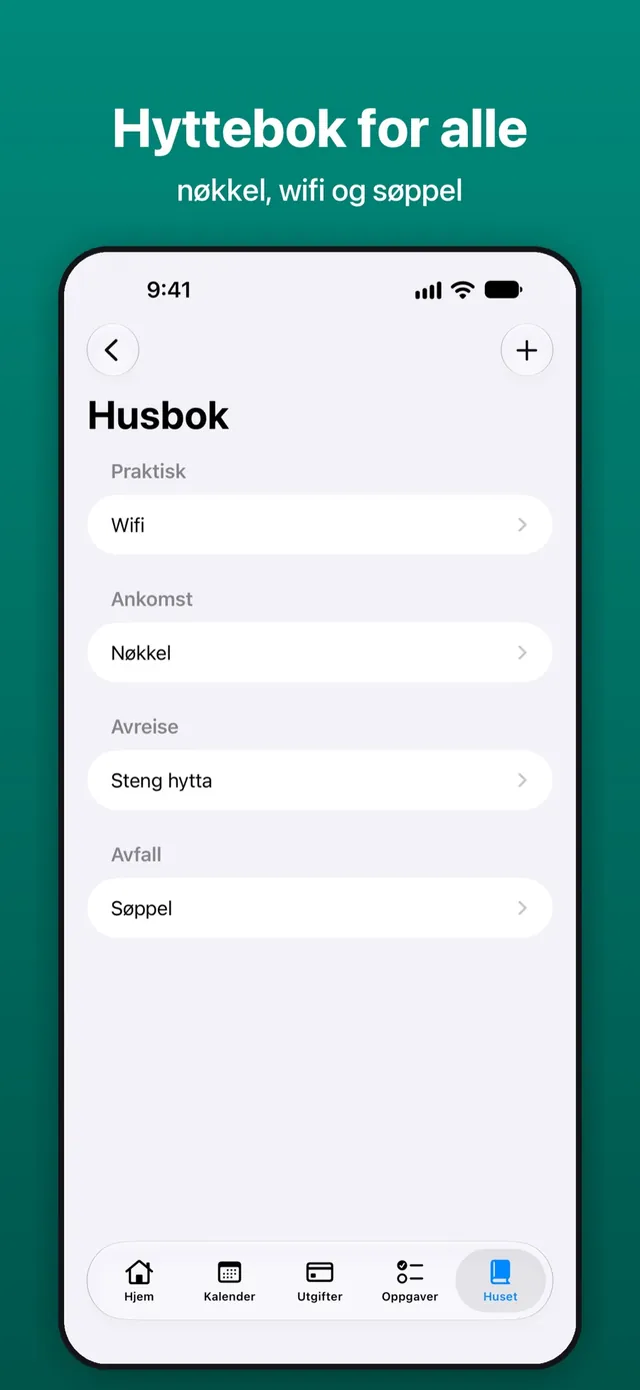 Hyttebok for alle
nøkkel, wifi og søppel
9:41
Husbok
Praktisk
Wifi
Ankomst
Nøkkel
Avreise
Steng hytta
Avfall
Søppel
Hjem
Kalender
Utgifter
Oppgaver
Huset